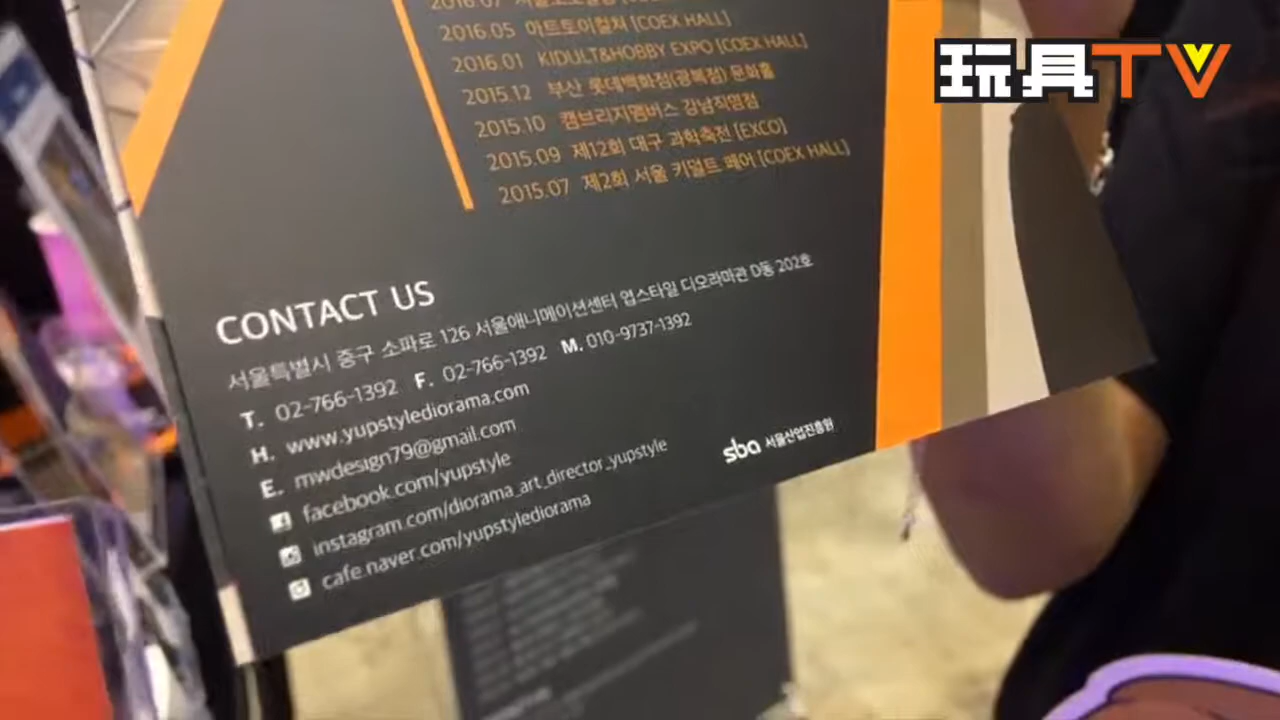 玩具TV
2016.05 아트토이컬쳐 [COEX HALL]
2016.01 KIDULT&HOBBY EXPO [COEX HALL]
2015.12 부산 롯데백화점(광복점) 문화홀
2015.10 캠브리지멤버스 강남직영점
2015.09 제12회 대구 과학축전 [EXCO]
2015.07 제2회 서울 키덜트 페어 [COEX HALL]
CONTACT US
서울특별시 중구 소파로 126 서울애니메이션센터 엽스타일 디오라마관 D동 202호
T. 02-766-1392 F. 02-766-1392 M. 010-9737-1392
H. www.yupstylediorama.com
E. mwdesign79@gmail.com
facebook.com/yupstyle
instagram.com/diorama_art_director_yupstyle
cafe.naver.com/yupstylediorama
sba 서울산업진흥원